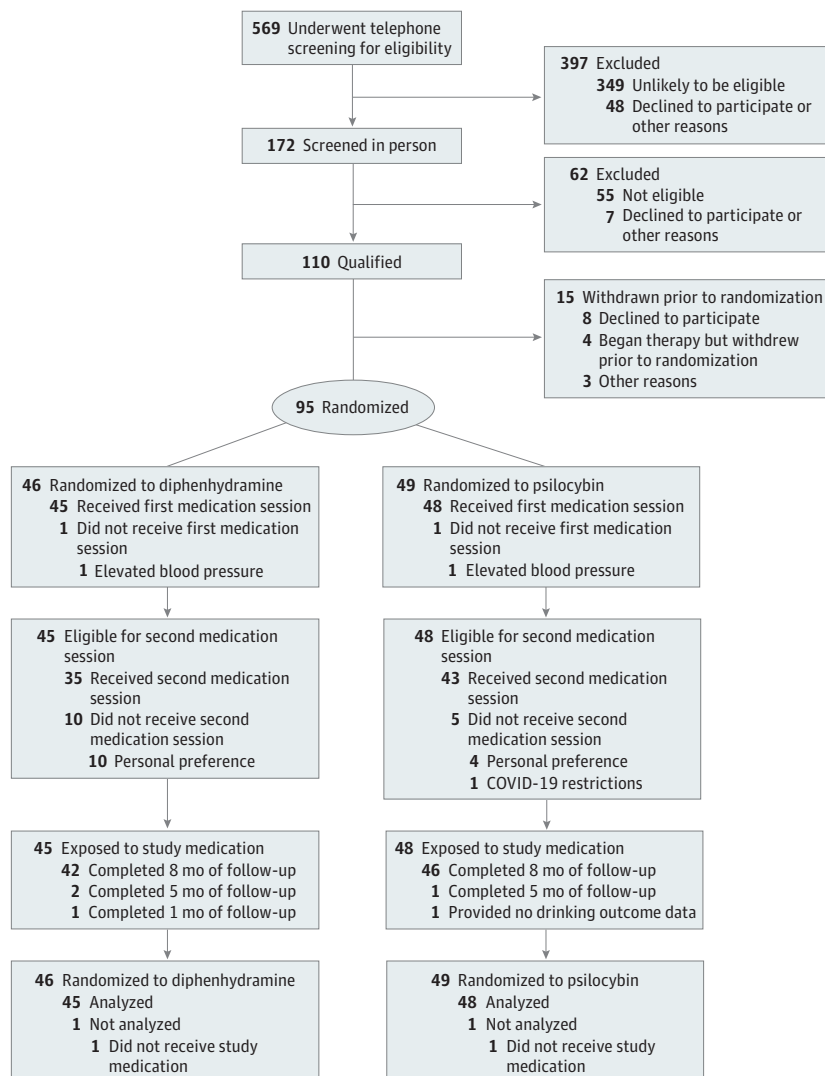 569 Underwent telephone
screening for eligibility
397 Excluded
349 Unlikely to be eligible
48 Declined to participate or
other reasons
172 Screened in person
62 Excluded
55 Not eligible
7 Declined to participate or
other reasons
110 Qualified
15 Withdrawn prior to randomization
8 Declined to participate
4 Began therapy but withdrew
prior to randomization
3 Other reasons
95 Randomized
46 Randomized to diphenhydramine
45 Received first medication session
1 Did not receive first medication
session
1 Elevated blood pressure
49 Randomized to psilocybin
48 Received first medication session
1 Did not receive first medication
session
1 Elevated blood pressure
45 Eligible for second medication
session
35 Received second medication
session
10 Did not receive second
medication session
10 Personal preference
48 Eligible for second medication
session
43 Received second medication
session
5 Did not receive second
medication session
4 Personal preference
1 COVID-19 restrictions
45 Exposed to study medication
42 Completed 8 mo of follow-up
2 Completed 5 mo of follow-up
1 Completed 1 mo of follow-up
48 Exposed to study medication
46 Completed 8 mo of follow-up
1 Completed 5 mo of follow-up
1 Provided no drinking outcome data
46 Randomized to diphenhydramine
45 Analyzed
1 Not analyzed
1 Did not receive study
medication
49 Randomized to psilocybin
48 Analyzed
1 Not analyzed
1 Did not receive study
medication